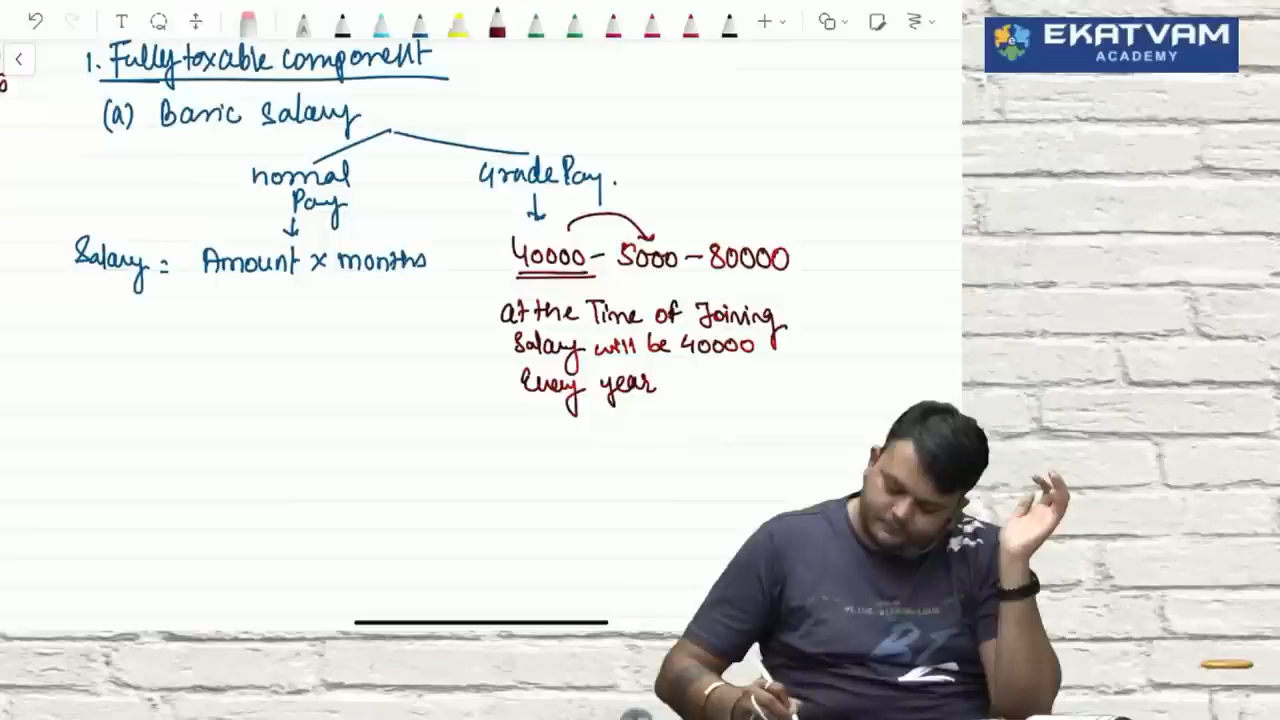 EKATVAM
ACADEMY
1. Fully taxable component
(a) Basic Salary
normal Pay
Grade Pay.
Salary = Amount x months
40000 - 5000 - 80000
at the Time of Joining
Salary will be 40000
Every year